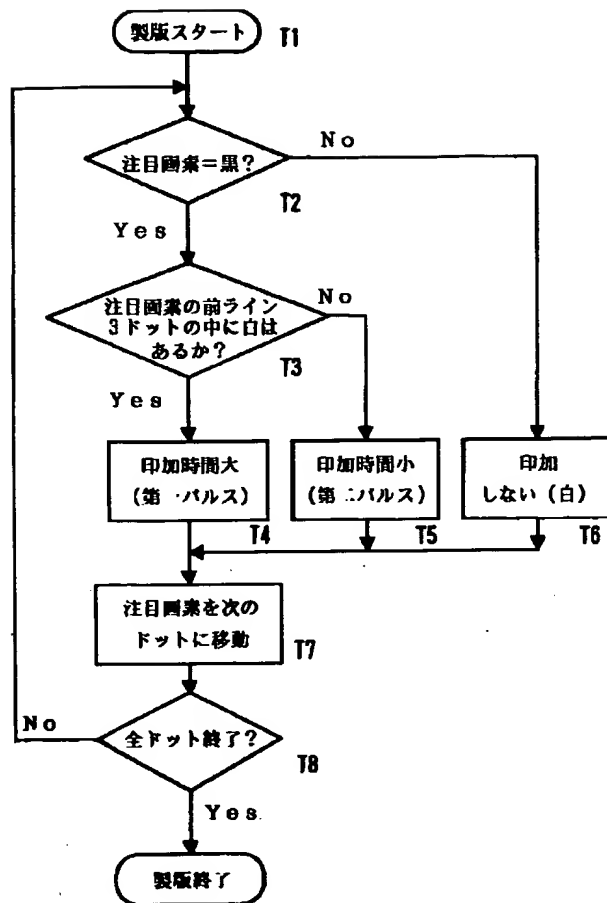 製版スタート T1
注目画素=黒?
No
T2
Yes
注目画素の前ライン
3ドットの中に白は
あるか?
No
T3
Yes
印加時間大
(第一パルス)
T4
印加時間小
(第二パルス)
T5
印加
しない(白)
T6
注目画素を次の
ドットに移動
T7
No
全ドット終了?
T8
Yes
製版終了